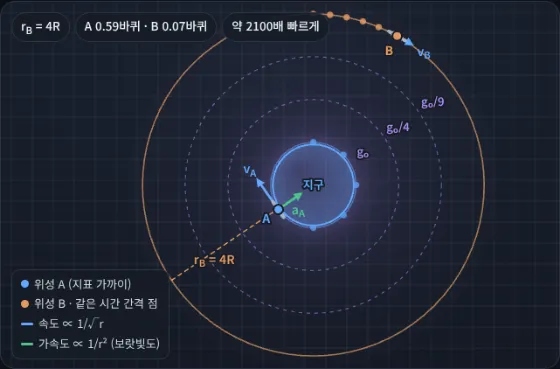 r_B = 4R
A 0.59바퀴 · B 0.07바퀴
약 2100배 빠르게
B
v_B
g₀/9
g₀/4
g₀
v_A
지구
a_A
A
r_B = 4R
위성 A (지표 가까이)
위성 B · 같은 시간 간격 점
속도 ∝ 1/√r
가속도 ∝ 1/r² (보랏빛도)